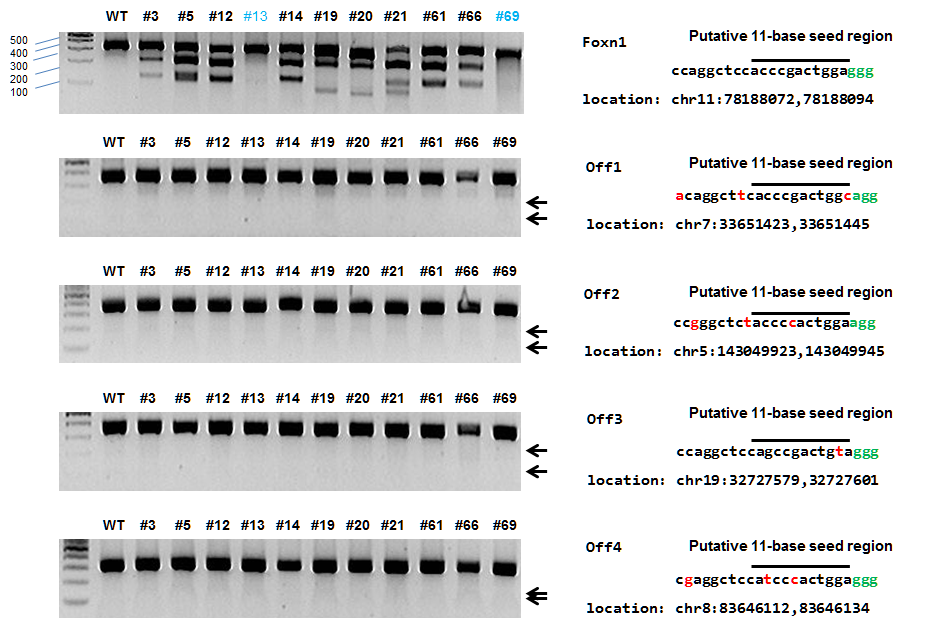 WT #3 #5 #12 #13 #14 #19 #20 #21 #61 #66 #69
500
400
300
200
100
Foxn1
Putative 11-base seed region
ccaggctccacccgactggaggg
location: chr11:78188072,78188094
WT #3 #5 #12 #13 #14 #19 #20 #21 #61 #66 #69
Off1
Putative 11-base seed region
acaggcttcacccgactggcagg
location: chr7:33651423,33651445
WT #3 #5 #12 #13 #14 #19 #20 #21 #61 #66 #69
Off2
Putative 11-base seed region
ccgggctctaccccactggaagg
location: chr5:143049923,143049945
WT #3 #5 #12 #13 #14 #19 #20 #21 #61 #66 #69
Off3
Putative 11-base seed region
ccaggctccagccgactgtaggg
location: chr19:32727579,32727601
WT #3 #5 #12 #13 #14 #19 #20 #21 #61 #66 #69
Off4
Putative 11-base seed region
cgaggctccatcccactggaggg
location: chr8:83646112,83646134